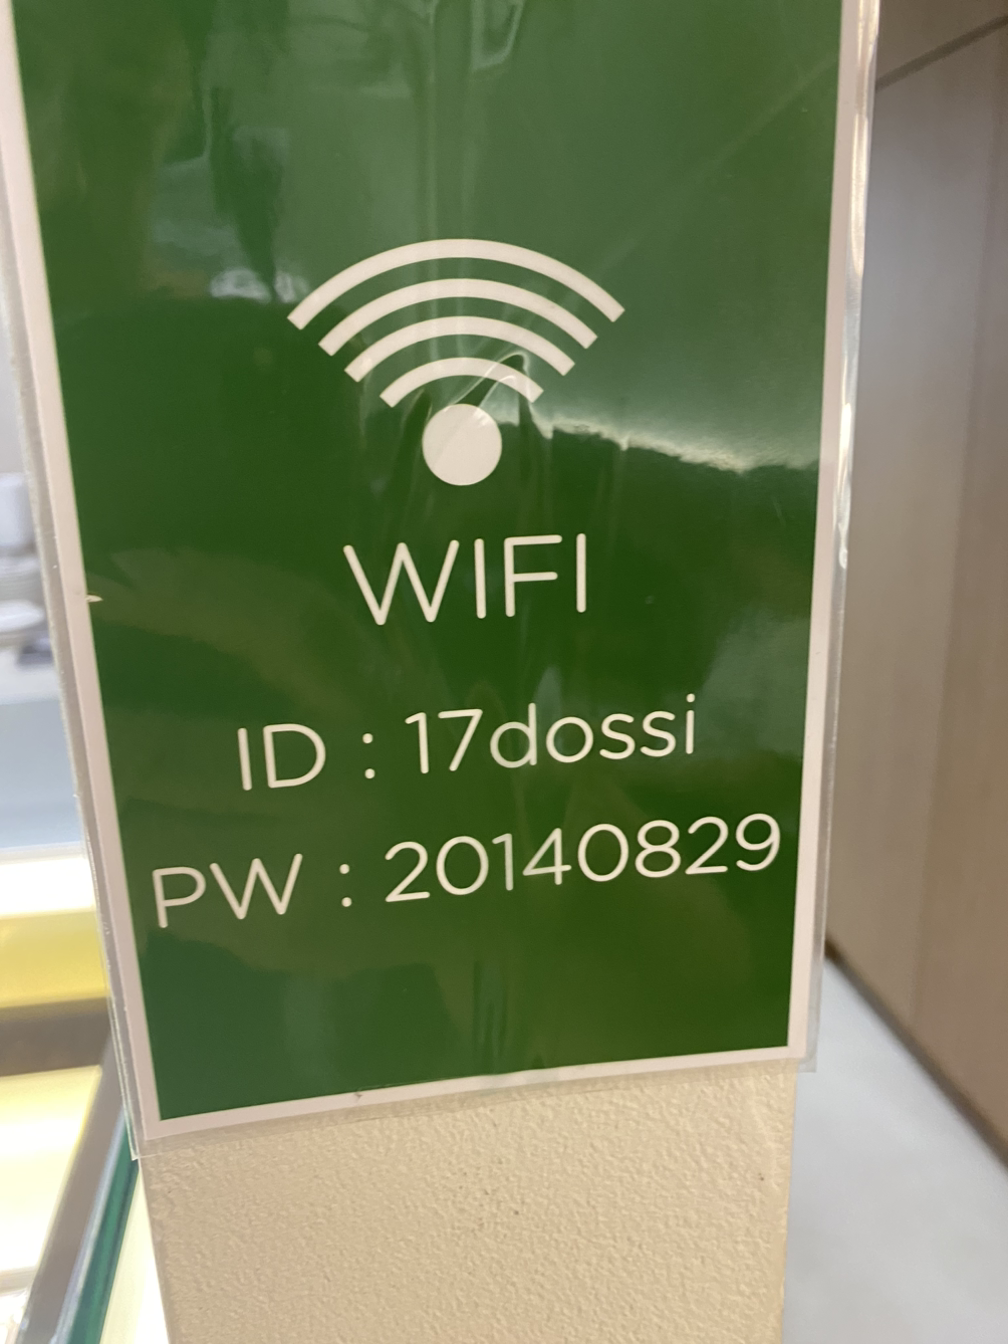 WIFI
ID : 17dossi
PW : 20140829